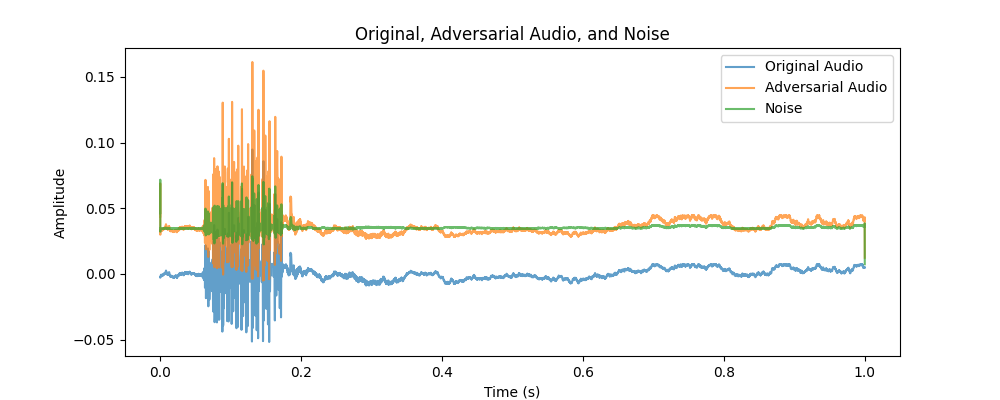 Original, Adversarial Audio, and Noise
Original Audio
Adversarial Audio
Noise
Amplitude
0.15
0.10
0.05
0.00
−0.05
0.0
0.2
0.4
0.6
0.8
1.0
Time (s)